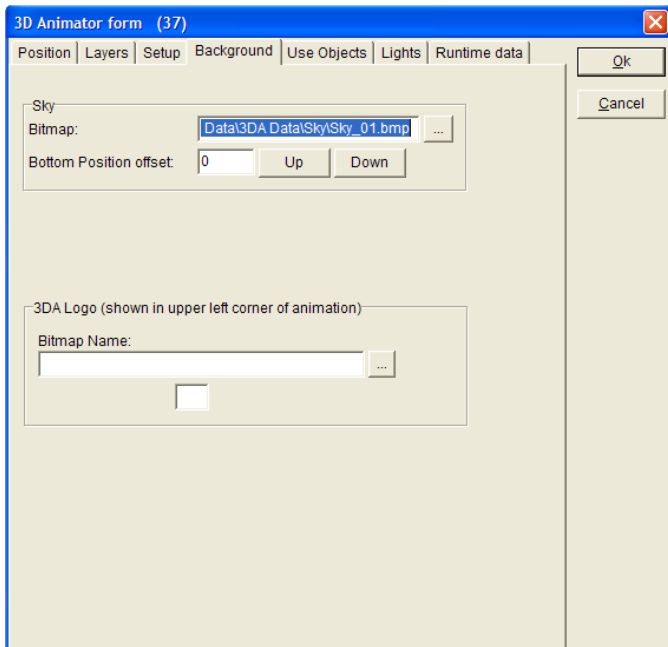 3D Animator form (37)
Position Layers Setup Background Use Objects Lights Runtime data
Ok
Cancel
Sky
Bitmap: Data\3DA Data\Sky\Sky_01.bmp ...
Bottom Position offset: 0 Up Down
3DA Logo (shown in upper left corner of animation)
Bitmap Name:
...